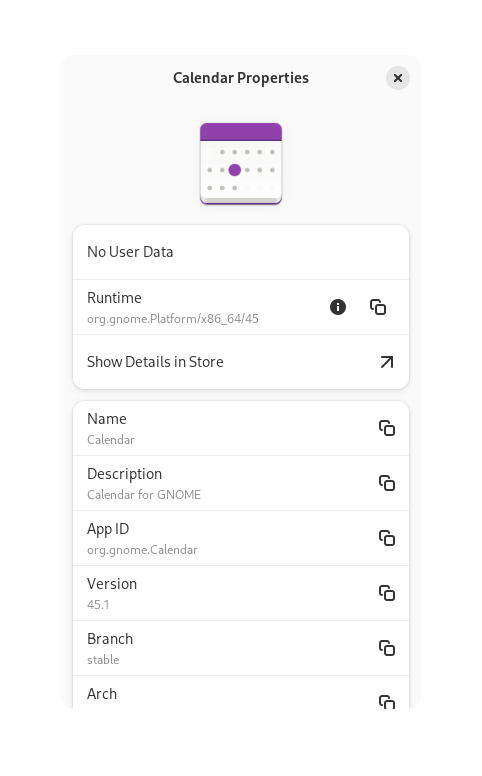 Calendar Properties
No User Data
Runtime
org.gnome.Platform/x86_64/45
Show Details in Store
Name
Calendar
Description
Calendar for GNOME
App ID
org.gnome.Calendar
Version
45.1
Branch
stable
Arch